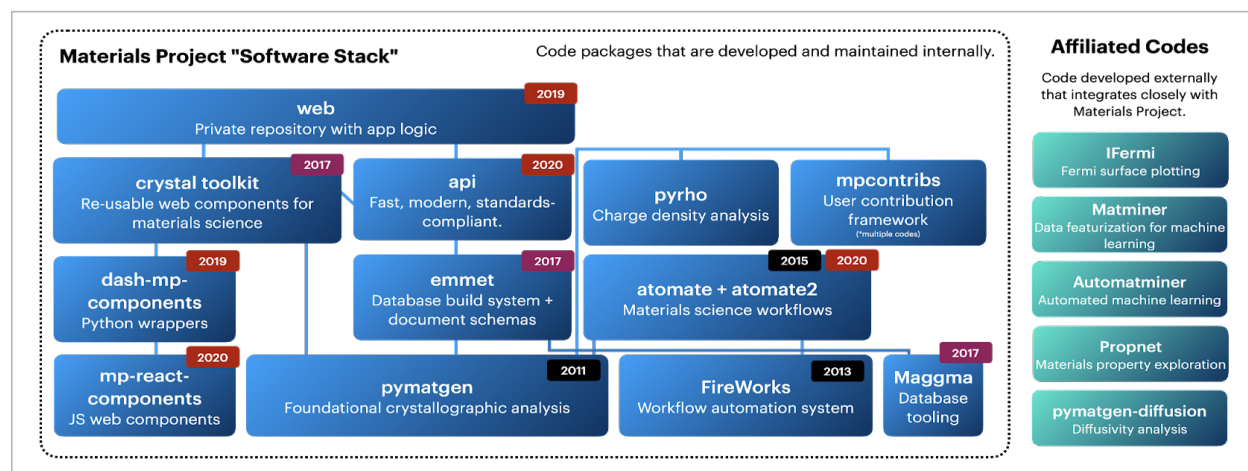 Materials Project "Software Stack"
Code packages that are developed and maintained internally.
2019
web
Private repository with app logic
2017
crystal toolkit
Re-usable web components for
materials science
2020
api
Fast, modern, standards-
compliant.
pyrho
Charge density analysis
mpcontribs
User contribution
framework
(*multiple codes)
2019
dash-mp-
components
Python wrappers
2017
emmet
Database build system +
document schemas
2015
2020
atomate + atomate2
Materials science workflows
2020
mp-react-
components
JS web components
2011
pymatgen
Foundational crystallographic analysis
2013
FireWorks
Workflow automation system
2017
Maggma
Database
tooling
Affiliated Codes
Code developed externally
that integrates closely with
Materials Project.
IFermi
Fermi surface plotting
Matminer
Data featurization for machine
learning
Automatminer
Automated machine learning
Propnet
Materials property exploration
pymatgen-diffusion
Diffusivity analysis